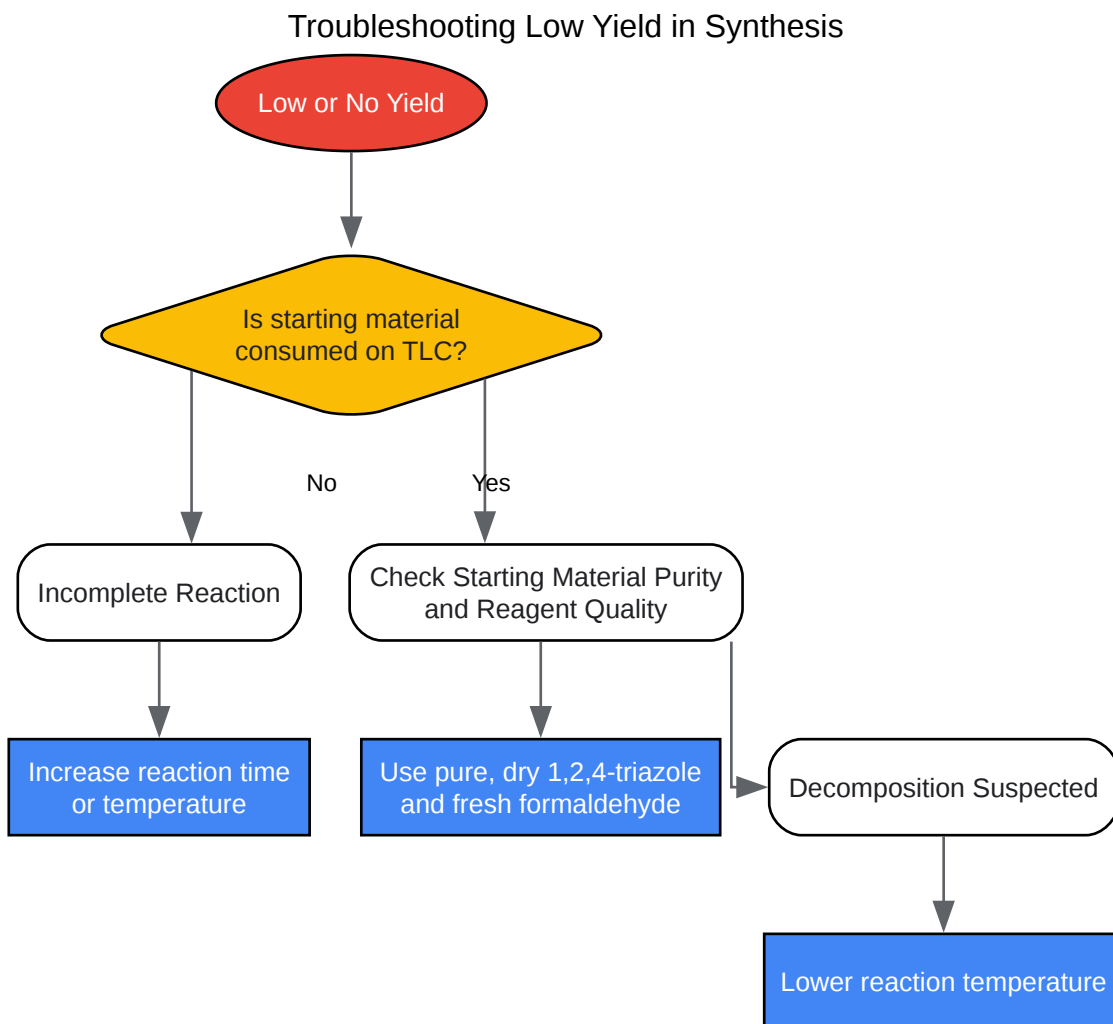 Troubleshooting Low Yield in Synthesis
Low or No Yield
Is starting material
consumed on TLC?
No
Yes
Incomplete Reaction
Check Starting Material Purity
and Reagent Quality
Increase reaction time
or temperature
Use pure, dry 1,2,4-triazole
and fresh formaldehyde
Decomposition Suspected
Lower reaction temperature